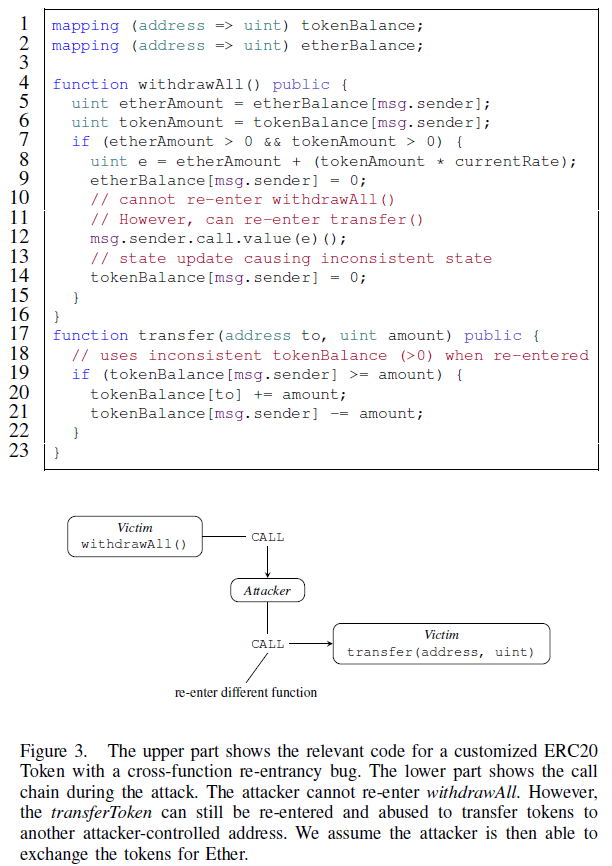 1 mapping (address => uint) tokenBalance;
2 mapping (address => uint) etherBalance;
3
4 function withdrawAll() public {
5 uint etherAmount = etherBalance[msg.sender];
6 uint tokenAmount = tokenBalance[msg.sender];
7 if (etherAmount > 0 && tokenAmount > 0) {
8 uint e = etherAmount + (tokenAmount * currentRate);
9 etherBalance[msg.sender] = 0;
10 // cannot re-enter withdrawAll()
11 // However, can re-enter transfer()
12 msg.sender.call.value(e)();
13 // state update causing inconsistent state
14 tokenBalance[msg.sender] = 0;
15 }
16 }
17 function transfer(address to, uint amount) public {
18 // uses inconsistent tokenBalance (>0) when re-entered
19 if (tokenBalance[msg.sender] >= amount) {
20 tokenBalance[to] += amount;
21 tokenBalance[msg.sender] -= amount;
22 }
23 }
Victim
withdrawAll()
CALL
Attacker
CALL
Victim
transfer(address, uint)
re-enter different function
Figure 3. The upper part shows the relevant code for a customized ERC20
Token with a cross-function re-entrancy bug. The lower part shows the call
chain during the attack. The attacker cannot re-enter withdrawAll. However,
the transferToken can still be re-entered and abused to transfer tokens to
another attacker-controlled address. We assume the attacker is then able to
exchange the tokens for Ether.